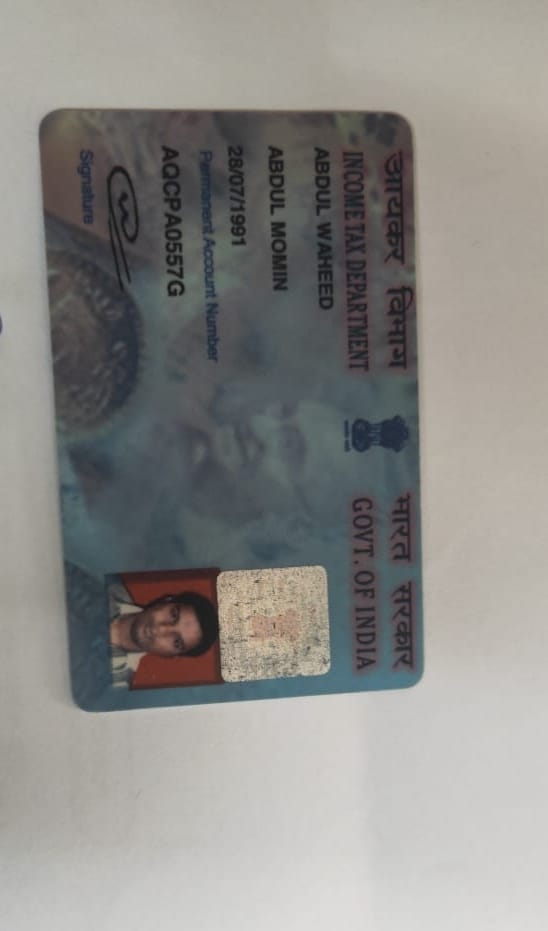 आयकर विभाग
भारत सरकार
INCOME TAX DEPARTMENT
GOVT. OF INDIA
ABDUL WAHEED
ABDUL MOMIN
28/07/1991
Permanent Account Number
AQCPA0557G
Signature